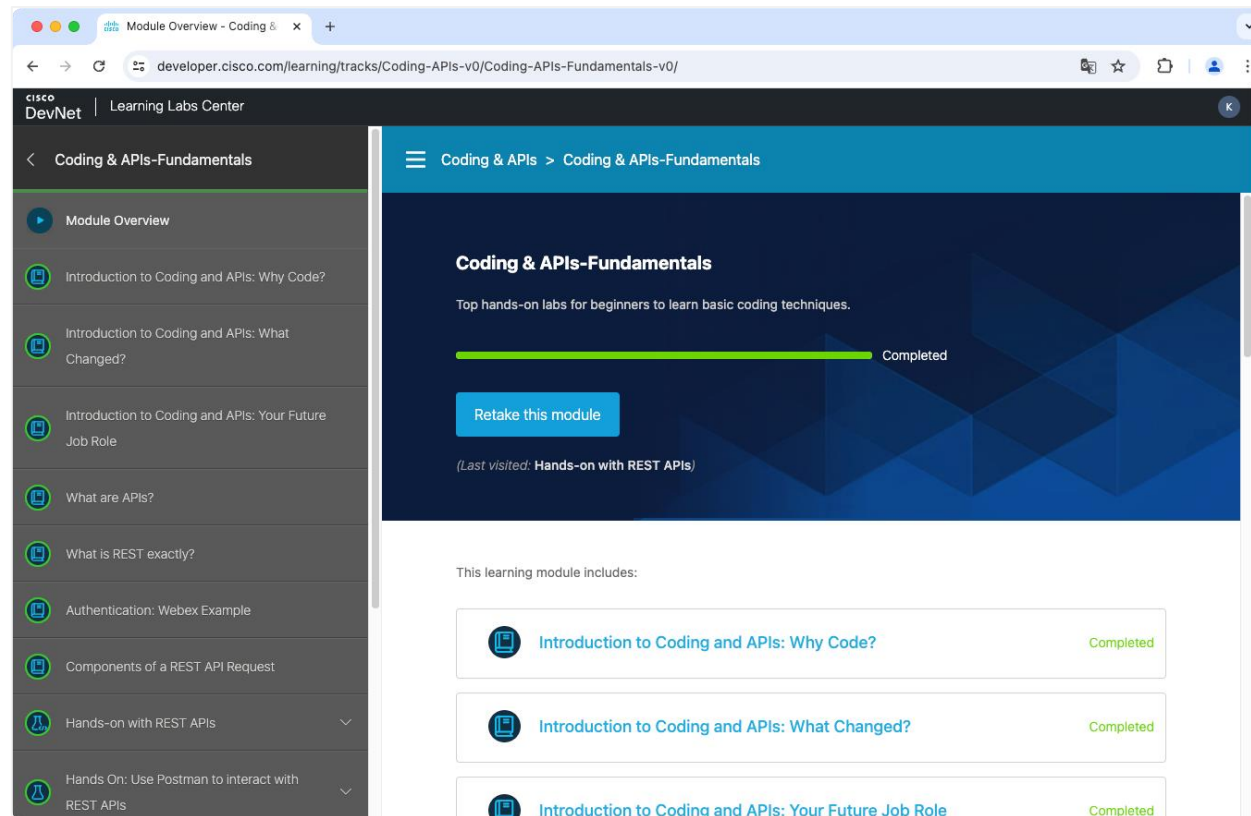 Module Overview - Coding &
developer.cisco.com/learning/tracks/Coding-APIs-v0/Coding-APIs-Fundamentals-v0/
CISCO
DevNet
Learning Labs Center
K
Coding & APIs-Fundamentals
Module Overview
Introduction to Coding and APIs: Why Code?
Introduction to Coding and APIs: What
Changed?
Introduction to Coding and APIs: Your Future
Job Role
What are APIs?
What is REST exactly?
Authentication: Webex Example
Components of a REST API Request
Hands-on with REST APIs
Hands On: Use Postman to interact with
REST APIs
Coding & APIs > Coding & APIs-Fundamentals
Coding & APIs-Fundamentals
Top hands-on labs for beginners to learn basic coding techniques.
Completed
Retake this module
(Last visited: Hands-on with REST APIs)
This learning module includes:
Introduction to Coding and APIs: Why Code?
Completed
Introduction to Coding and APIs: What Changed?
Completed
Introduction to Coding and APIs: Your Future Job Role
Completed